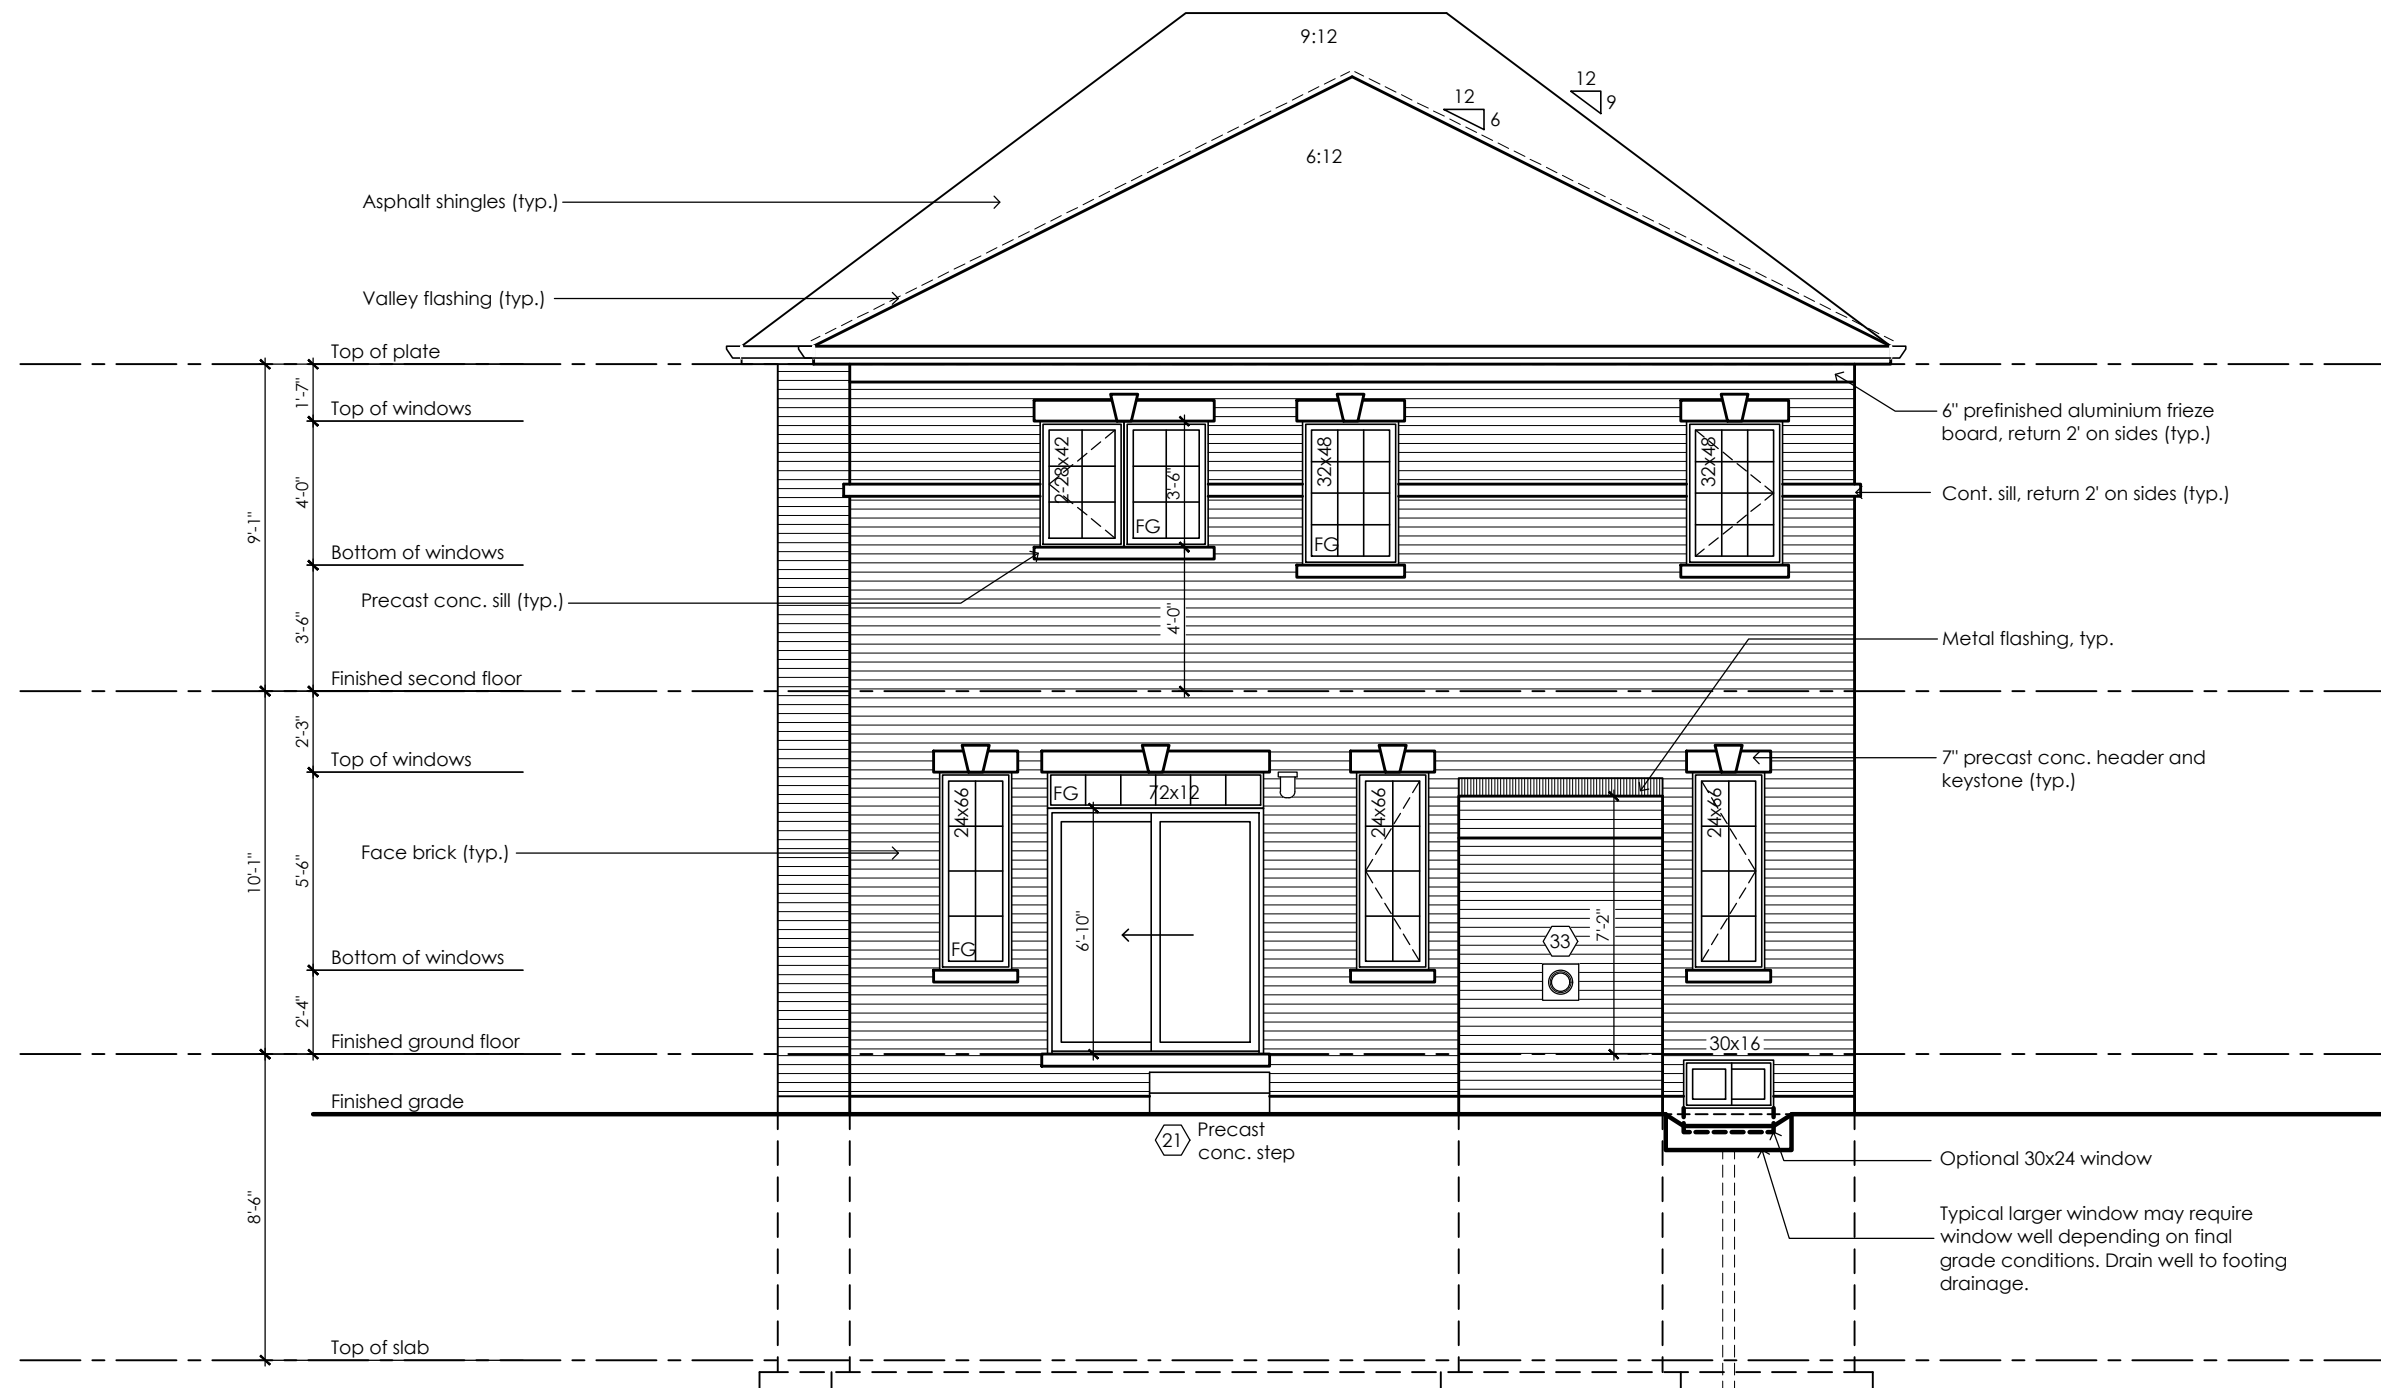 9:12
12
9
12
6
6:12
Asphalt shingles (typ.)
Valley flashing (typ.)
Top of plate
1'-7"
Top of windows
6" prefinished aluminium frieze
board, return 2' on sides (typ.)
2-28x42
3'-6"
FG
32x48
FG
32x48
4'-0"
9'-1"
Cont. sill, return 2' on sides (typ.)
Bottom of windows
Precast conc. sill (typ.)
3'-6"
4'-0"
Metal flashing, typ.
Finished second floor
2'-3"
Top of windows
7" precast conc. header and
keystone (typ.)
24x66
FG
FG
72x12
24x66
24x66
Face brick (typ.)
10'-1"
5'-6"
6'-10"
7'-2"
33
Bottom of windows
2'-4"
Finished ground floor
30x16
Finished grade
21
Precast
conc. step
Optional 30x24 window
8'-6"
Typical larger window may require
window well depending on final
grade conditions. Drain well to footing
drainage.
Top of slab